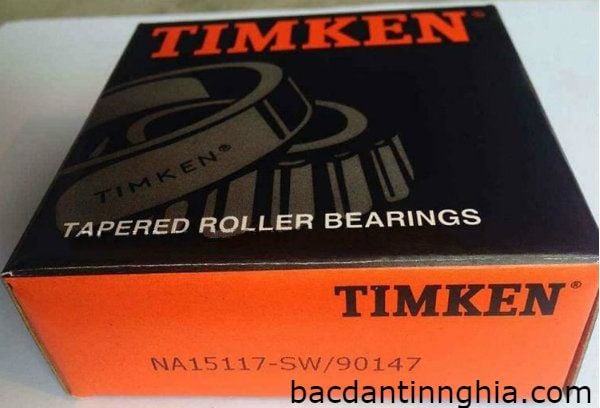 TIMKEN®
TIMKEN®
TAPERED ROLLER BEARINGS
TIMKEN®
NA15117-SW/90147
bacdantinnghia.com